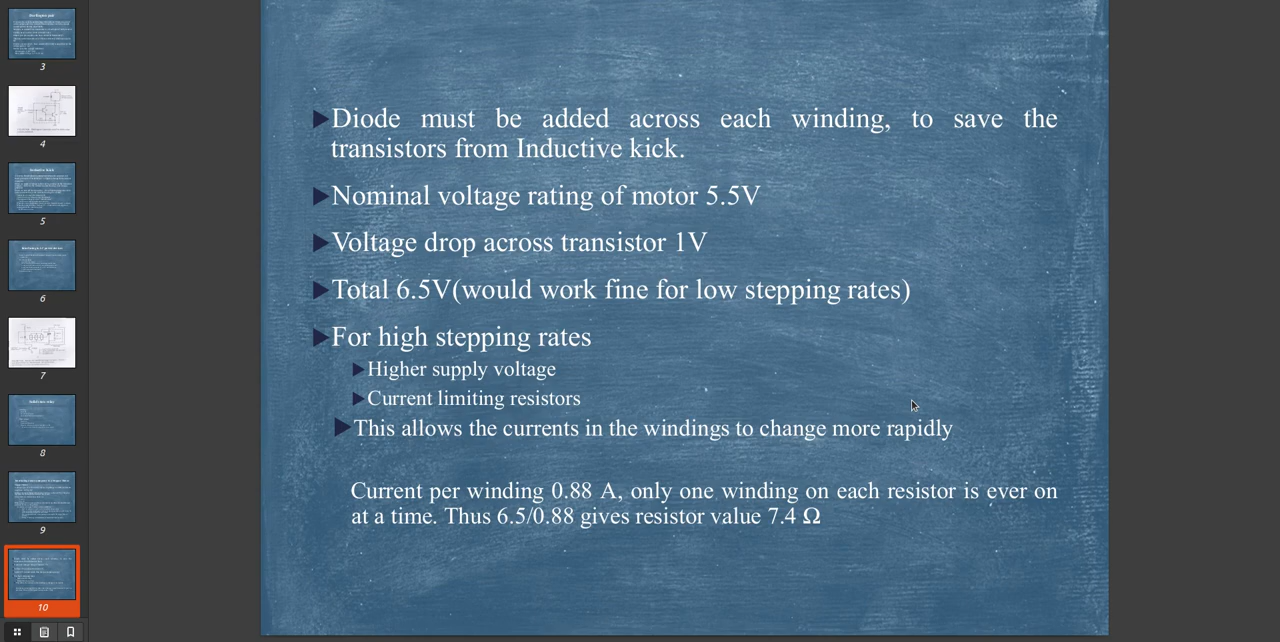 3
4
5
6
7
8
9
10
Diode must be added across each winding, to save the
transistors from Inductive kick.
Nominal voltage rating of motor 5.5V
Voltage drop across transistor 1V
Total 6.5V(would work fine for low stepping rates)
For high stepping rates
Higher supply voltage
Current limiting resistors
This allows the currents in the windings to change more rapidly
Current per winding 0.88 A, only one winding on each resistor is ever on
at a time. Thus 6.5/0.88 gives resistor value 7.4 Ω